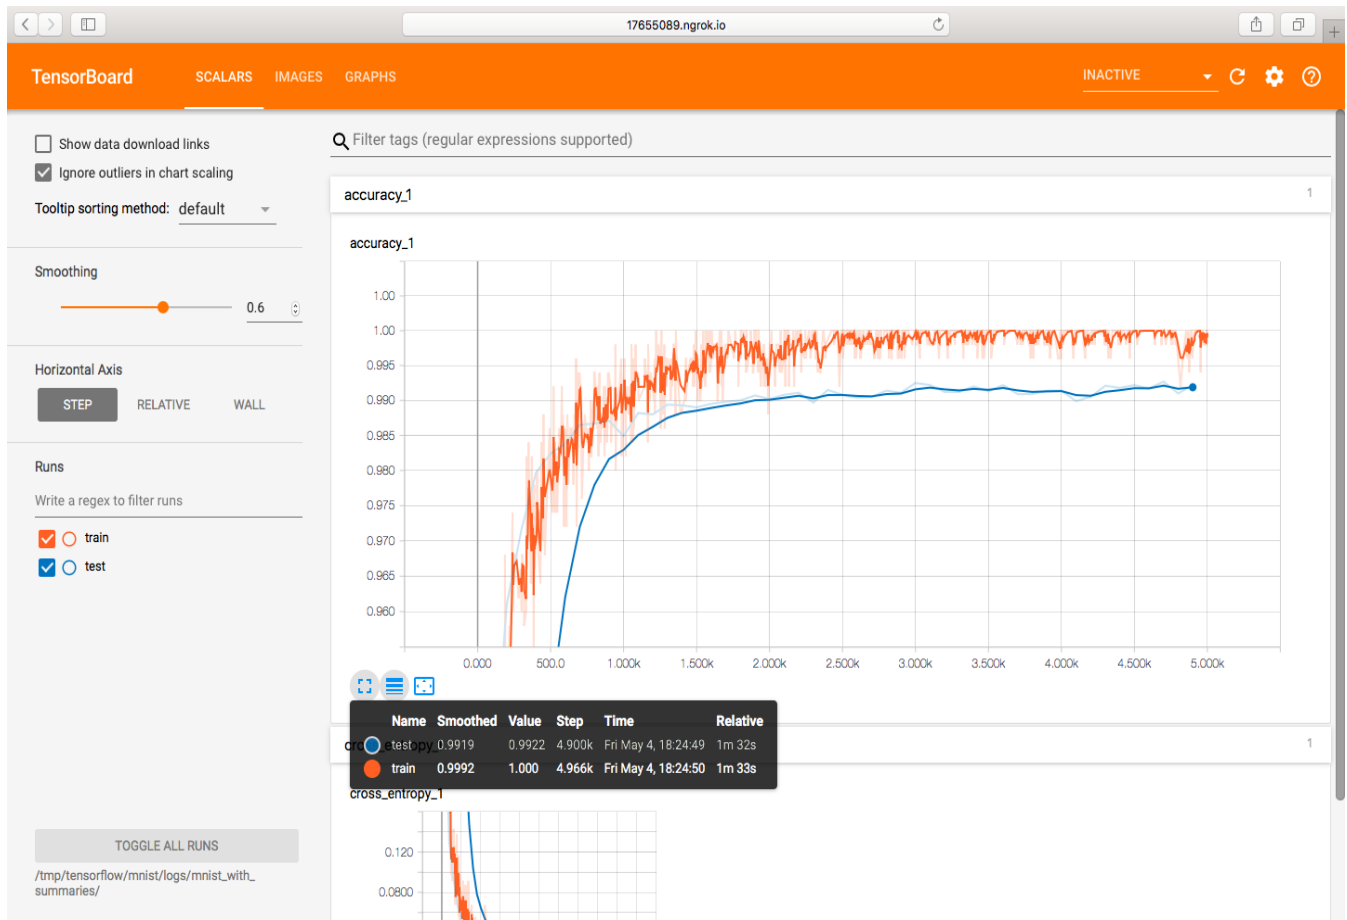 17655089.ngrok.io
TensorBoard SCALARS IMAGES GRAPHS INACTIVE
Show data download links
Ignore outliers in chart scaling
Tooltip sorting method: default
Smoothing
0.6
Horizontal Axis
STEP RELATIVE WALL
Runs
Write a regex to filter runs
train
test
TOGGLE ALL RUNS
/tmp/tensorflow/mnist/logs/mnist_with_
summaries/
Filter tags (regular expressions supported)
accuracy_1 1
accuracy_1
1.00
1.00
0.995
0.990
0.985
0.980
0.975
0.970
0.965
0.960
0.000 500.0 1.000k 1.500k 2.000k 2.500k 3.000k 3.500k 4.000k 4.500k 5.000k
Name Smoothed Value Step Time Relative
test 0.9919 0.9922 4.900k Fri May 4, 18:24:49 1m 32s
train 0.9992 1.000 4.966k Fri May 4, 18:24:50 1m 33s
cross_entropy_1 1
cross_entropy_1
0.120
0.0800